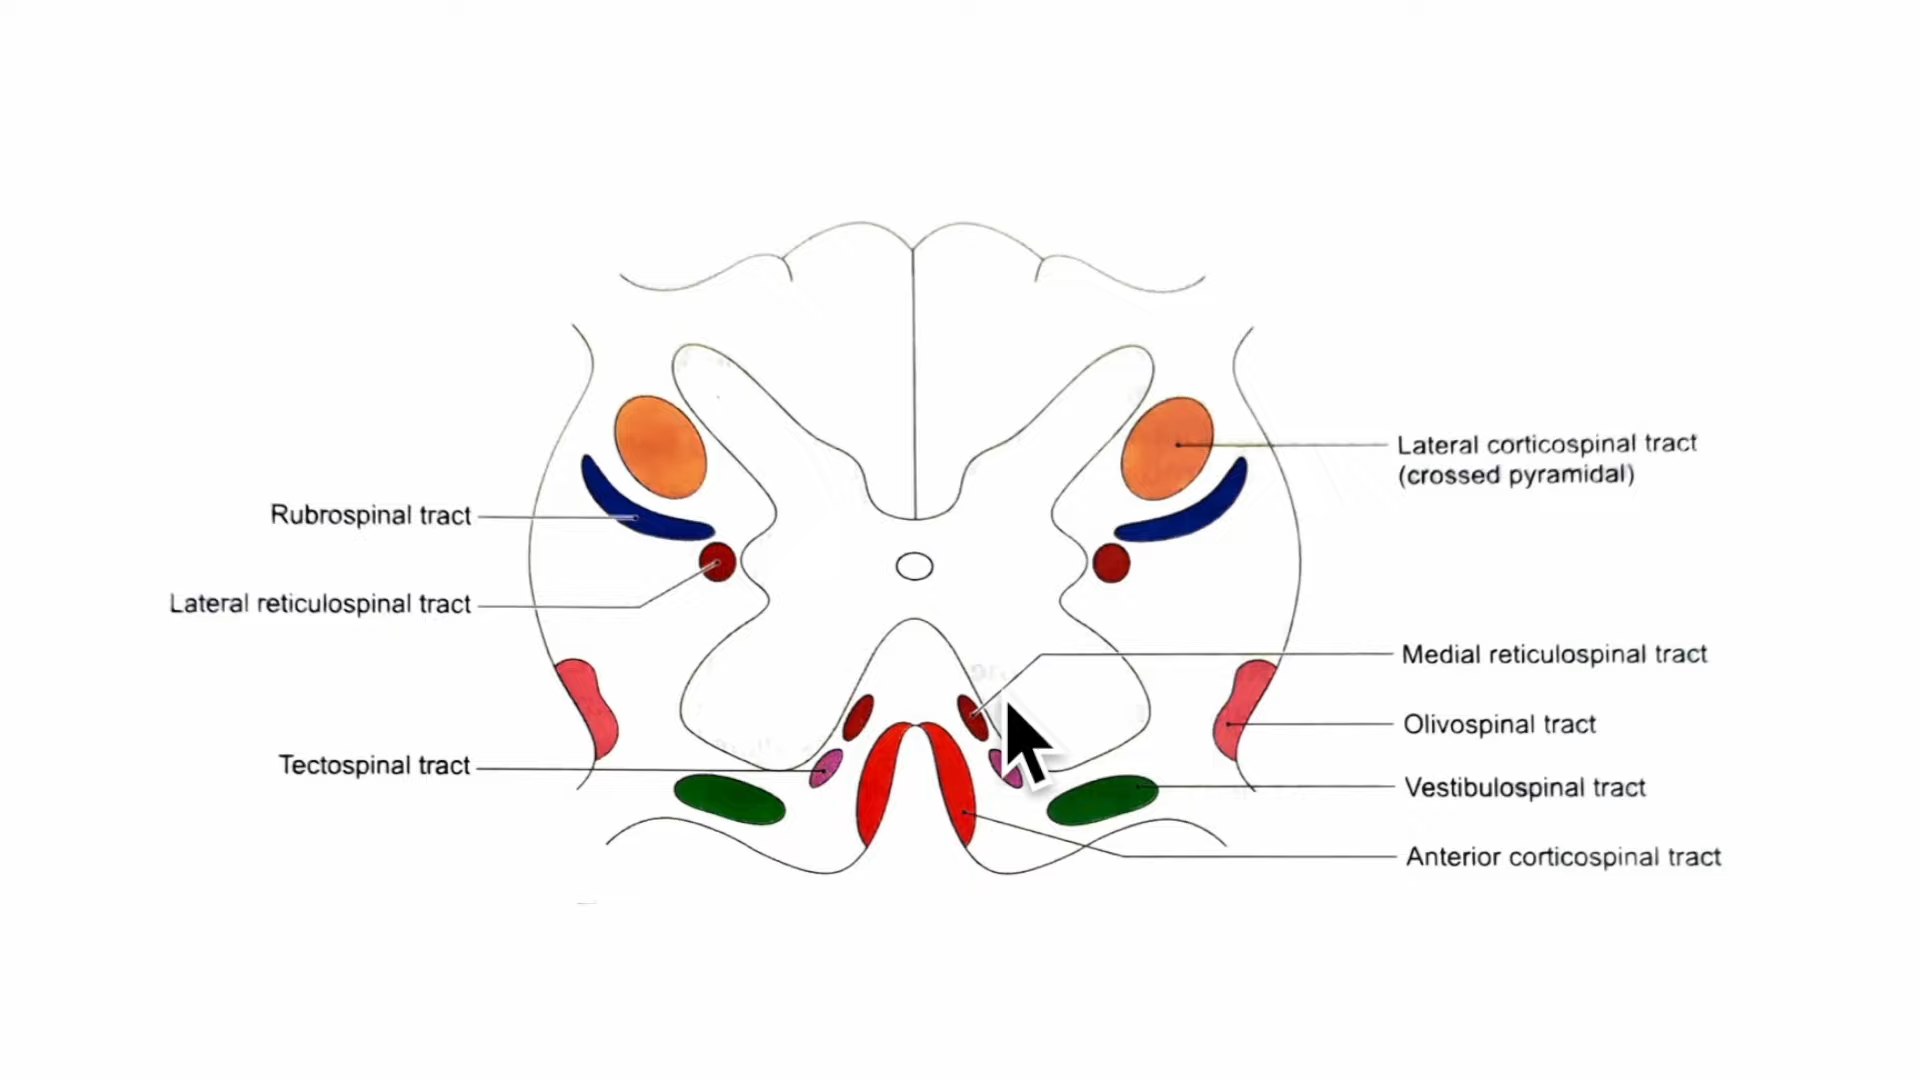 Lateral corticospinal tract
(crossed pyramidal)
Rubrospinal tract
Lateral reticulospinal tract
Medial reticulospinal tract
Olivospinal tract
Tectospinal tract
Vestibulospinal tract
Anterior corticospinal tract